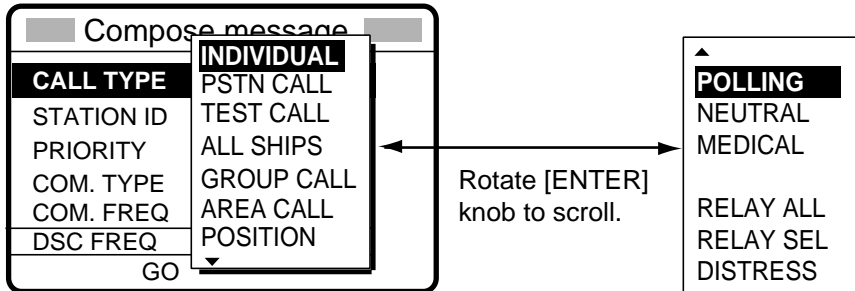 Compose message
CALL TYPE
STATION ID
PRIORITY
COM. TYPE
COM. FREQ
DSC FREQ
GO
INDIVIDUAL
PSTN CALL
TEST CALL
ALL SHIPS
GROUP CALL
AREA CALL
POSITION
Rotate [ENTER]
knob to scroll.
POLLING
NEUTRAL
MEDICAL
RELAY ALL
RELAY SEL
DISTRESS